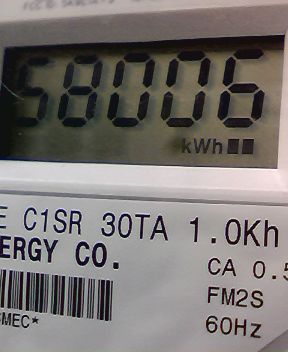 58006
kWh
E C1SR 30TA 1.0Kh
ERGY CO.
CA 0.5
FM2S
60Hz
MEC*